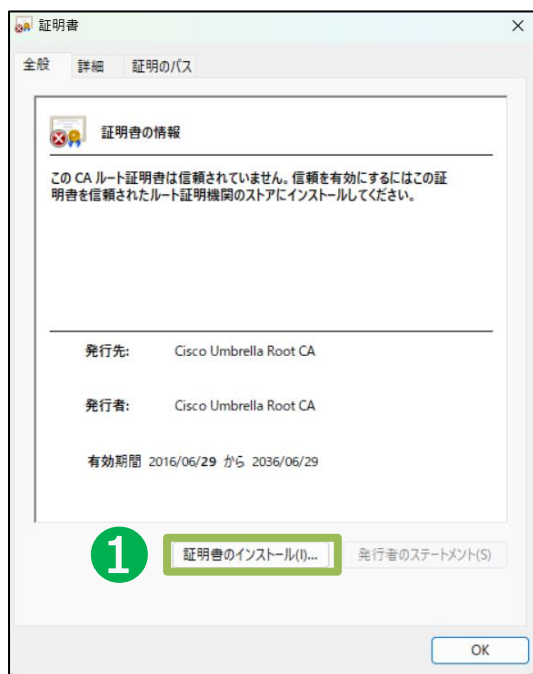 証明書
全般 詳細 証明のパス
証明書の情報
この CA ルート証明書は信頼されていません。信頼を有効にするにはこの証
明書を信頼されたルート証明機関のストアにインストールしてください。
発行先: Cisco Umbrella Root CA
発行者: Cisco Umbrella Root CA
有効期間 2016/06/29 から 2036/06/29
1 証明書のインストール(I)... 発行者のステートメント(S)
OK